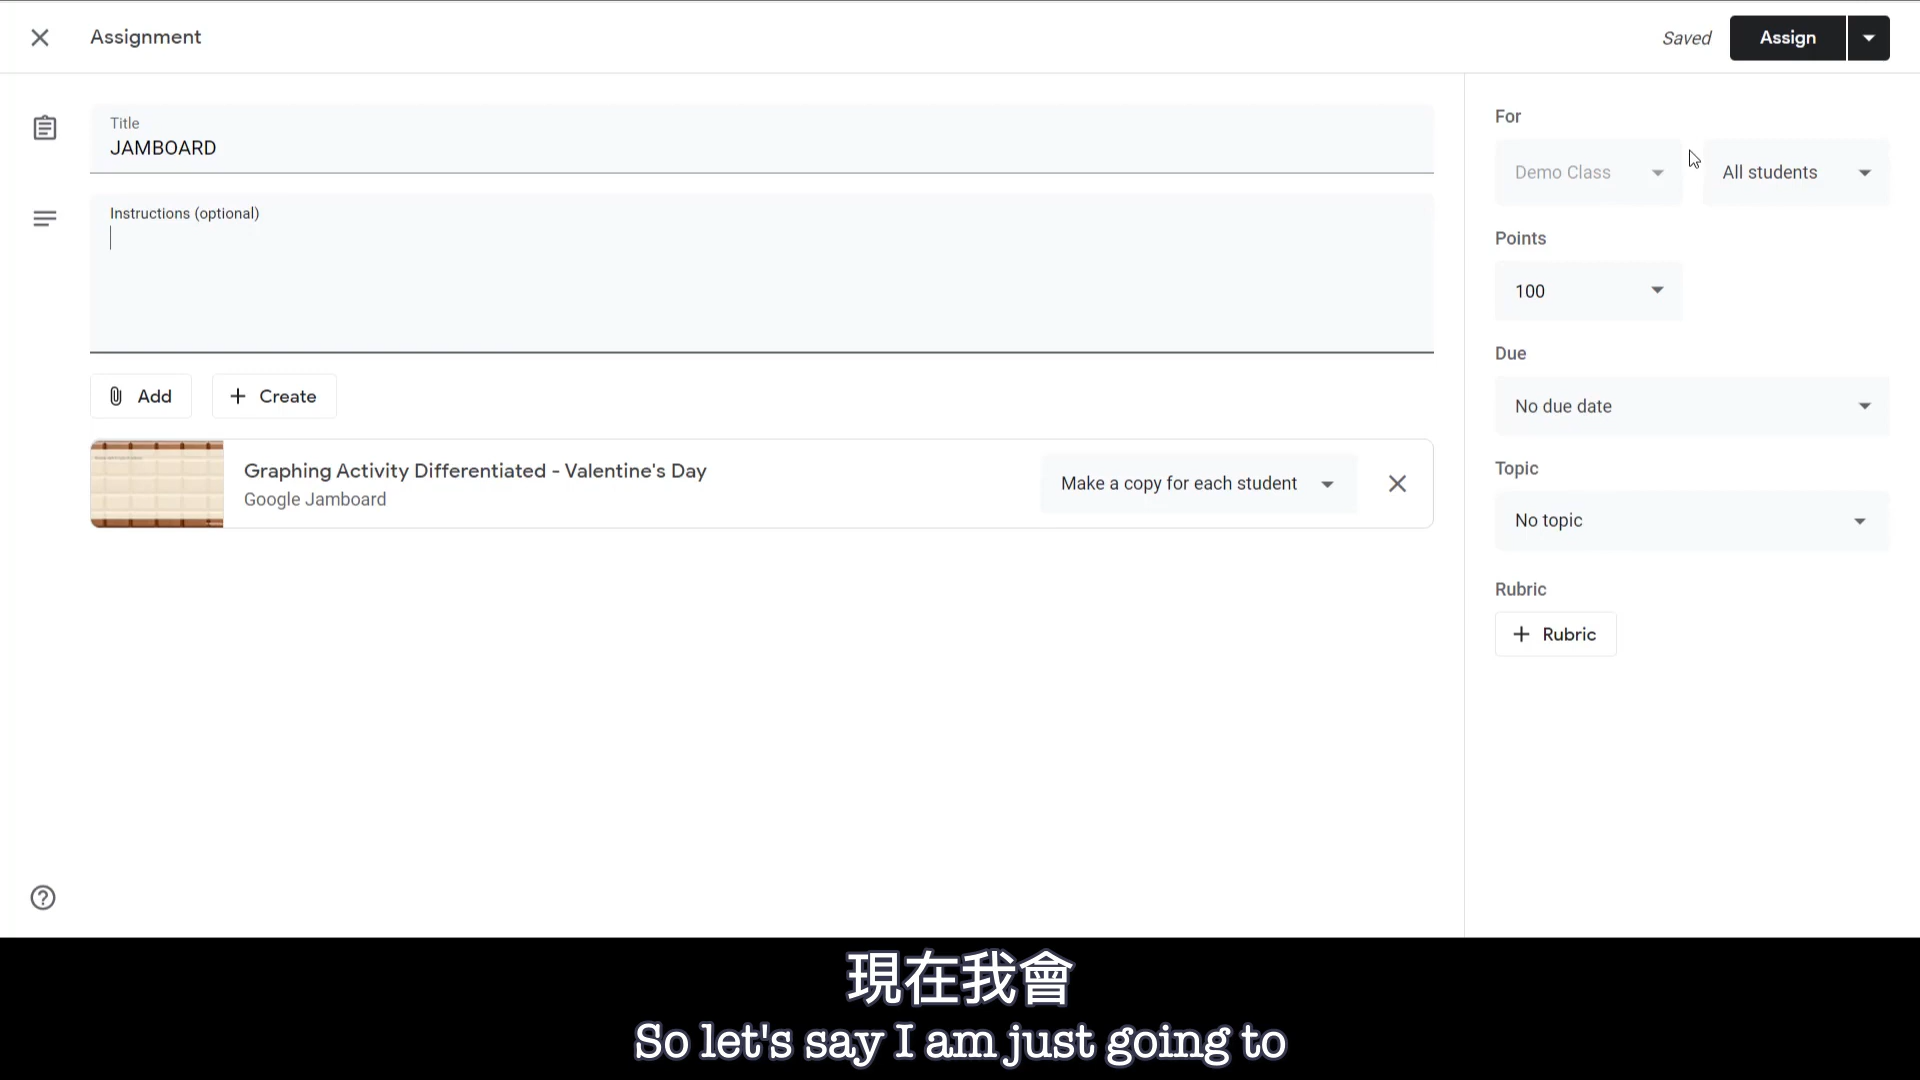 Assignment
Saved
Assign
Title
JAMBOARD
Instructions (optional)
Add
Create
Graphing Activity Differentiated - Valentine's Day
Google Jamboard
Make a copy for each student
For
Demo Class
All students
Points
100
Due
No due date
Topic
No topic
Rubric
Rubric
現在我會
So let's say I am just going to